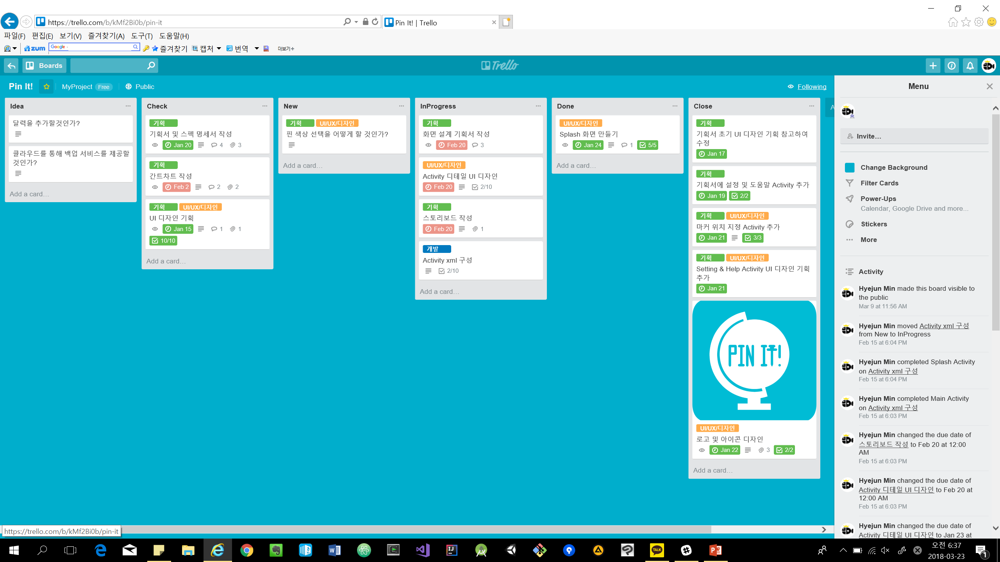 https://trello.com/b/kMf2Bi0b/pin-it
Pin It! | Trello
파일(F) 편집(E) 보기(V) 즐겨찾기(A) 도구(T) 도움말(H)
zum Google 즐겨찾기 캡처 번역 더보기+
Boards
Trello
Pin It! MyProject Free Public
Following
Idea
달력을 추가할것인가?
클라우드를 통해 백업 서비스를 제공할
것인가?
Add a card…
Check
기획
기획서 및 스펙 명세서 작성
Jan 20 4 3
기획
간트차트 작성
Feb 2 2 2
기획 UI/UX/디자인
UI 디자인 기획
Jan 15 1 1
10/10
Add a card…
New
기획 UI/UX/디자인
핀 색상 선택을 어떻게 할 것인가?
Add a card…
InProgress
기획
화면 설계 기획서 작성
Feb 20 3
UI/UX/디자인
Activity 디테일 UI 디자인
Feb 20 2/10
기획
스토리보드 작성
Feb 20 1
개발
Activity xml 구성
2/10
Add a card…
Done
UI/UX/디자인
Splash 화면 만들기
Jan 24 1 5/5
Add a card…
Close
기획
기획서 초기 UI 디자인 기획 참고하여
수정
Jan 17
기획
기획서에 설정 및 도움말 Activity 추가
Jan 19 2/2
기획 UI/UX/디자인
마커 위치 지정 Activity 추가
Jan 21 3/3
기획 UI/UX/디자인
Setting & Help Activity UI 디자인 기획
추가
Jan 21
PIN IT!
UI/UX/디자인
로고 및 아이콘 디자인
Jan 22 3 2/2
Add a card…
A
Menu
Invite…
Change Background
Filter Cards
Power-Ups
Calendar, Google Drive and more…
Stickers
More
Activity
Hyejun Min made this board visible to
the public
Mar 9 at 11:56 AM
Hyejun Min moved Activity xml 구성
from New to InProgress
Feb 15 at 6:04 PM
Hyejun Min completed Splash Activity
on Activity xml 구성
Feb 15 at 6:04 PM
Hyejun Min completed Main Activity
on Activity xml 구성
Feb 15 at 6:03 PM
Hyejun Min changed the due date of
스토리보드 작성 to Feb 20 at 12:00
AM
Feb 15 at 6:03 PM
Hyejun Min changed the due date of
Activity 디테일 UI 디자인 to Feb 20 at
12:00 AM
Feb 15 at 6:03 PM
Hyejun Min changed the due date of
Activity 디테일 UI 디자인 to Jan 23 at
https://trello.com/b/kMf2Bi0b/pin-it
IJ
TALK
오전 6:37
2018-03-23
1